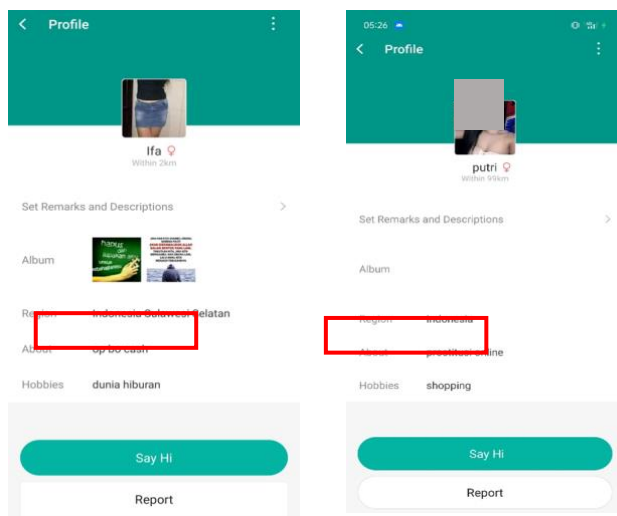 Profile
Ifa
Within 2km
Set Remarks and Descriptions
Album
Region Indonesia Sulawesi Selatan
About op bo cash
Hobbies dunia hiburan
Say Hi
Report
05:26
Profile
putri
Within 99km
Set Remarks and Descriptions
Album
Region Indonesia
About prostitusi online
Hobbies shopping
Say Hi
Report